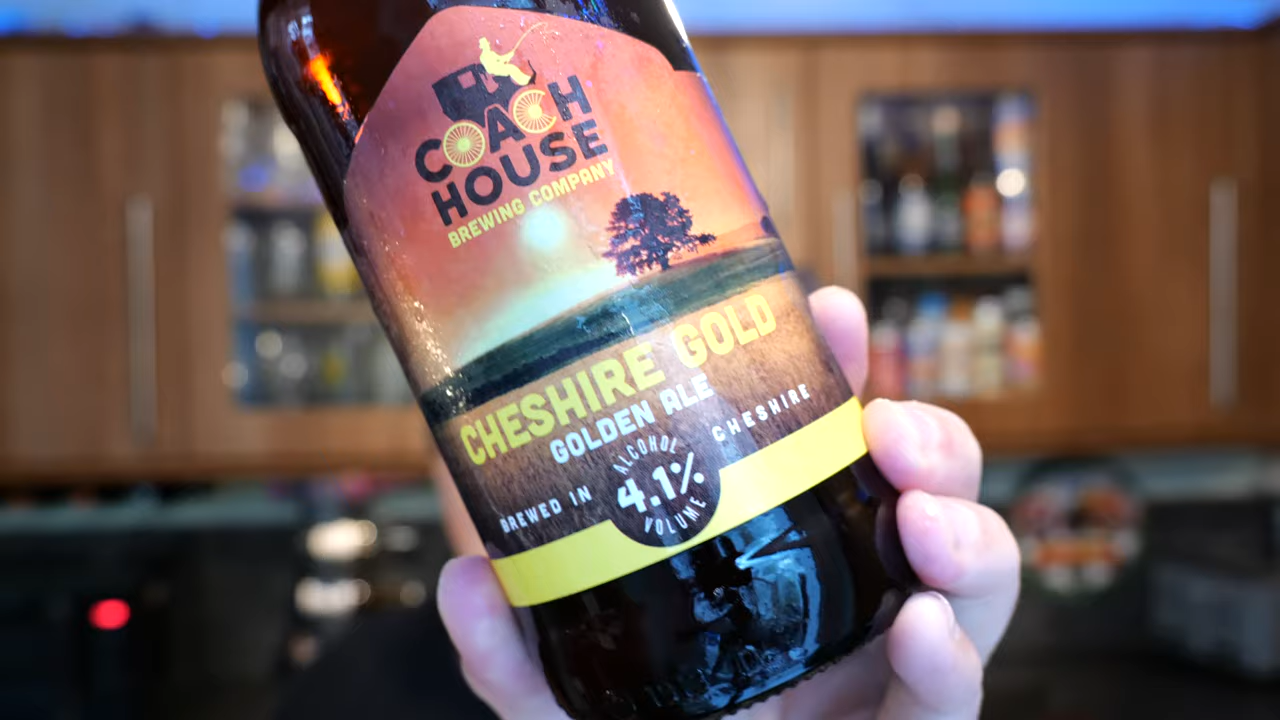 COACH
HOUSE
BREWING COMPANY
CHESHIRE GOLD
GOLDEN ALE
BREWED IN CHESHIRE
ALCOHOL
4.1%
VOLUME